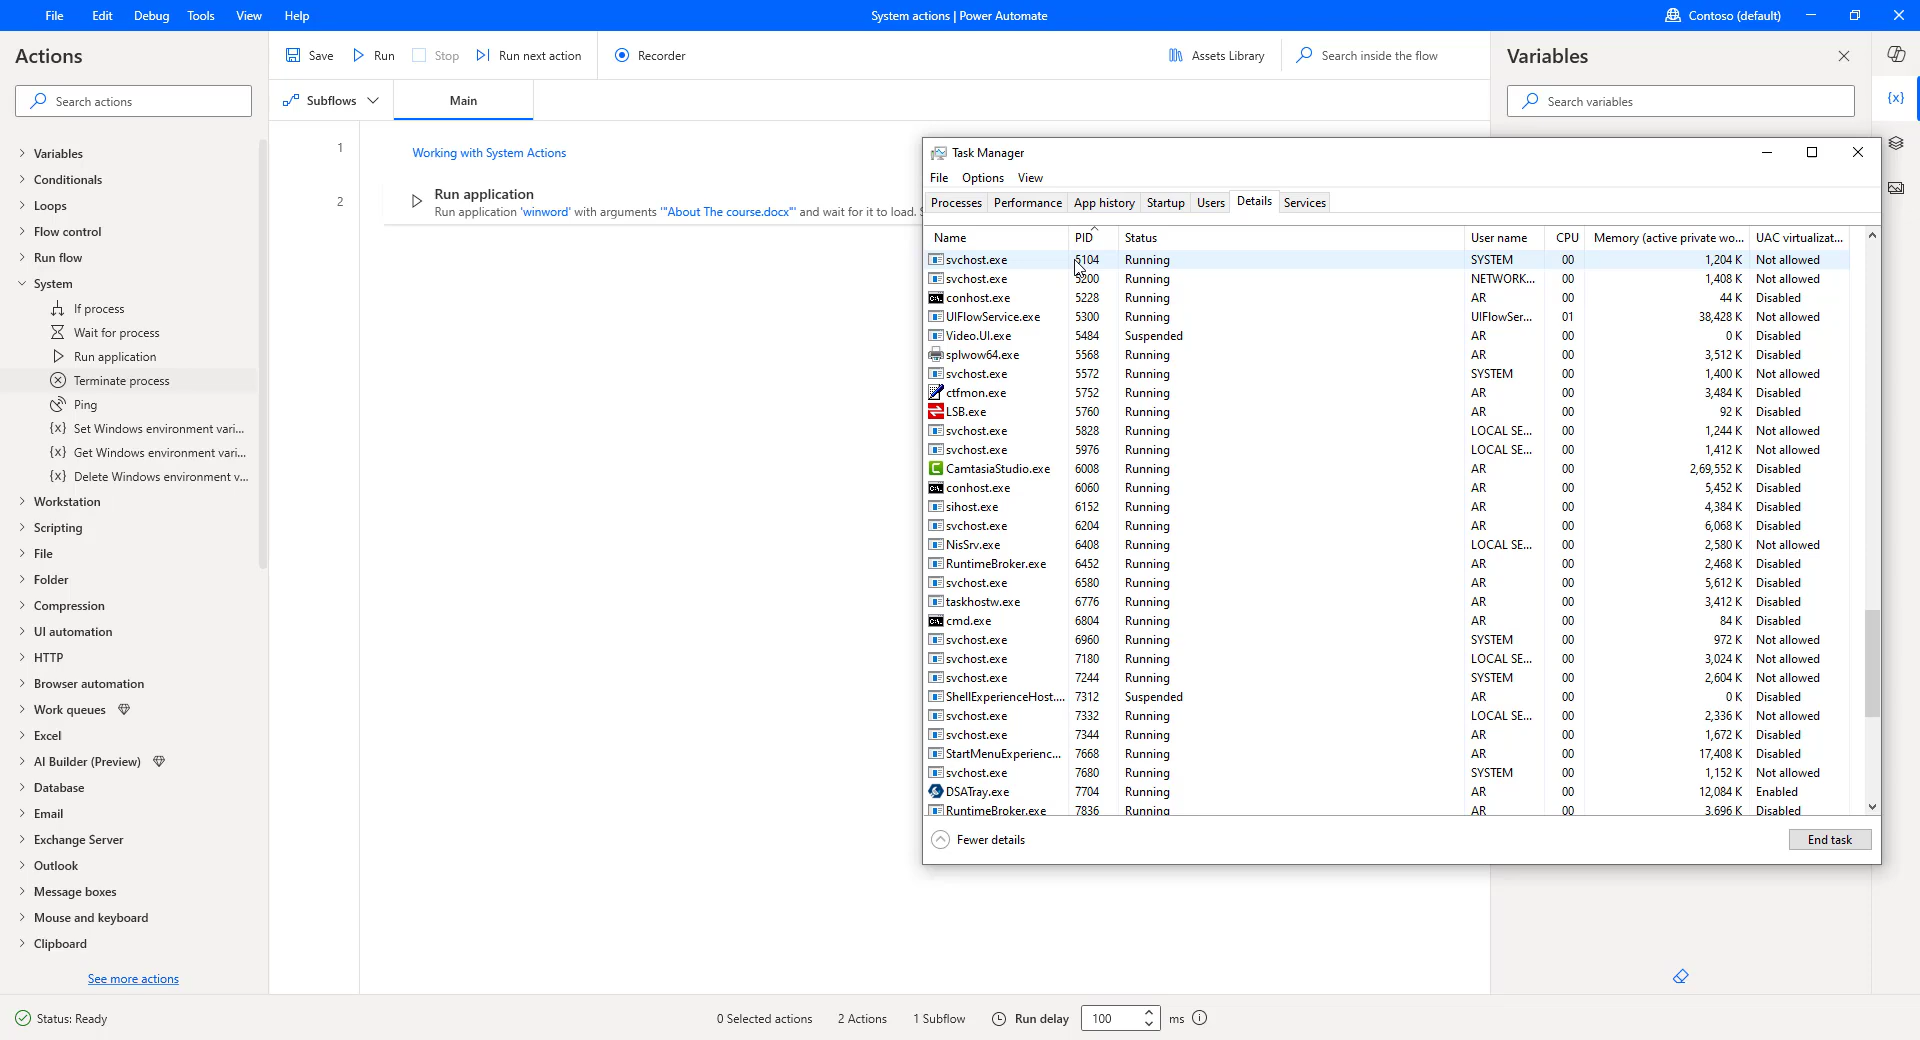 File Edit Debug Tools View Help
System actions | Power Automate
Contoso (default)
Actions
Search actions
Variables
Conditionals
Loops
Flow control
Run flow
System
If process
Wait for process
Run application
Terminate process
Ping
{x} Set Windows environment vari...
{x} Get Windows environment vari...
{x} Delete Windows environment v...
Workstation
Scripting
File
Folder
Compression
UI automation
HTTP
Browser automation
Work queues
Excel
AI Builder (Preview)
Database
Email
Exchange Server
Outlook
Message boxes
Mouse and keyboard
Clipboard
See more actions
Save Run Stop Run next action Recorder
Assets Library Search inside the flow
Subflows Main
1 Working with System Actions
2 Run application
Run application 'winword' with arguments '"About The course.docx"' and wait for it to load.
Variables
Search variables
{x}
Task Manager
File Options View
Processes Performance App history Startup Users Details Services
Name PID Status User name CPU Memory (active private wo... UAC virtualizat...
svchost.exe 5104 Running SYSTEM 00 1,204 K Not allowed
svchost.exe 5200 Running NETWORK... 00 1,408 K Not allowed
conhost.exe 5228 Running AR 00 44 K Disabled
UIFlowService.exe 5300 Running UIFlowSer... 01 38,428 K Not allowed
Video.UI.exe 5484 Suspended AR 00 0 K Disabled
splwow64.exe 5568 Running AR 00 3,512 K Disabled
svchost.exe 5572 Running SYSTEM 00 1,400 K Not allowed
ctfmon.exe 5752 Running AR 00 3,484 K Disabled
LSB.exe 5760 Running AR 00 92 K Disabled
svchost.exe 5828 Running LOCAL SE... 00 1,244 K Not allowed
svchost.exe 5976 Running LOCAL SE... 00 1,412 K Not allowed
CamtasiaStudio.exe 6008 Running AR 00 2,69,552 K Disabled
conhost.exe 6060 Running AR 00 5,452 K Disabled
sihost.exe 6152 Running AR 00 4,384 K Disabled
svchost.exe 6204 Running AR 00 6,068 K Disabled
NisSrv.exe 6408 Running LOCAL SE... 00 2,580 K Not allowed
RuntimeBroker.exe 6452 Running AR 00 2,468 K Disabled
svchost.exe 6580 Running AR 00 5,612 K Disabled
taskhostw.exe 6776 Running AR 00 3,412 K Disabled
cmd.exe 6804 Running AR 00 84 K Disabled
svchost.exe 6960 Running SYSTEM 00 972 K Not allowed
svchost.exe 7180 Running LOCAL SE... 00 3,024 K Not allowed
svchost.exe 7244 Running SYSTEM 00 2,604 K Not allowed
ShellExperienceHost.... 7312 Suspended AR 00 0 K Disabled
svchost.exe 7332 Running LOCAL SE... 00 2,336 K Not allowed
svchost.exe 7344 Running AR 00 1,672 K Disabled
StartMenuExperienc... 7668 Running AR 00 17,408 K Disabled
svchost.exe 7680 Running SYSTEM 00 1,152 K Not allowed
DSATray.exe 7704 Running AR 00 12,084 K Enabled
RuntimeBroker.exe 7836 Running AR 00 3,696 K Disabled
Fewer details End task
Status: Ready
0 Selected actions 2 Actions 1 Subflow Run delay 100 ms